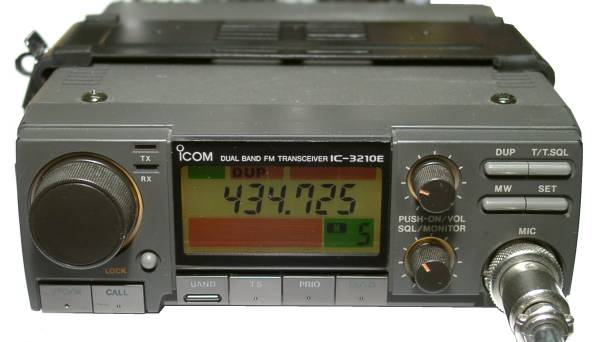 ICOM DUAL BAND FM TRANSCEIVER IC-3210E
TX
RX
DUP
434.725
M 5
LOCK
CALL
BAND
T S
PRIO
PUSH-ON/VOL
SQL/MONITOR
DUP T/T.SQL
MW SET
MIC